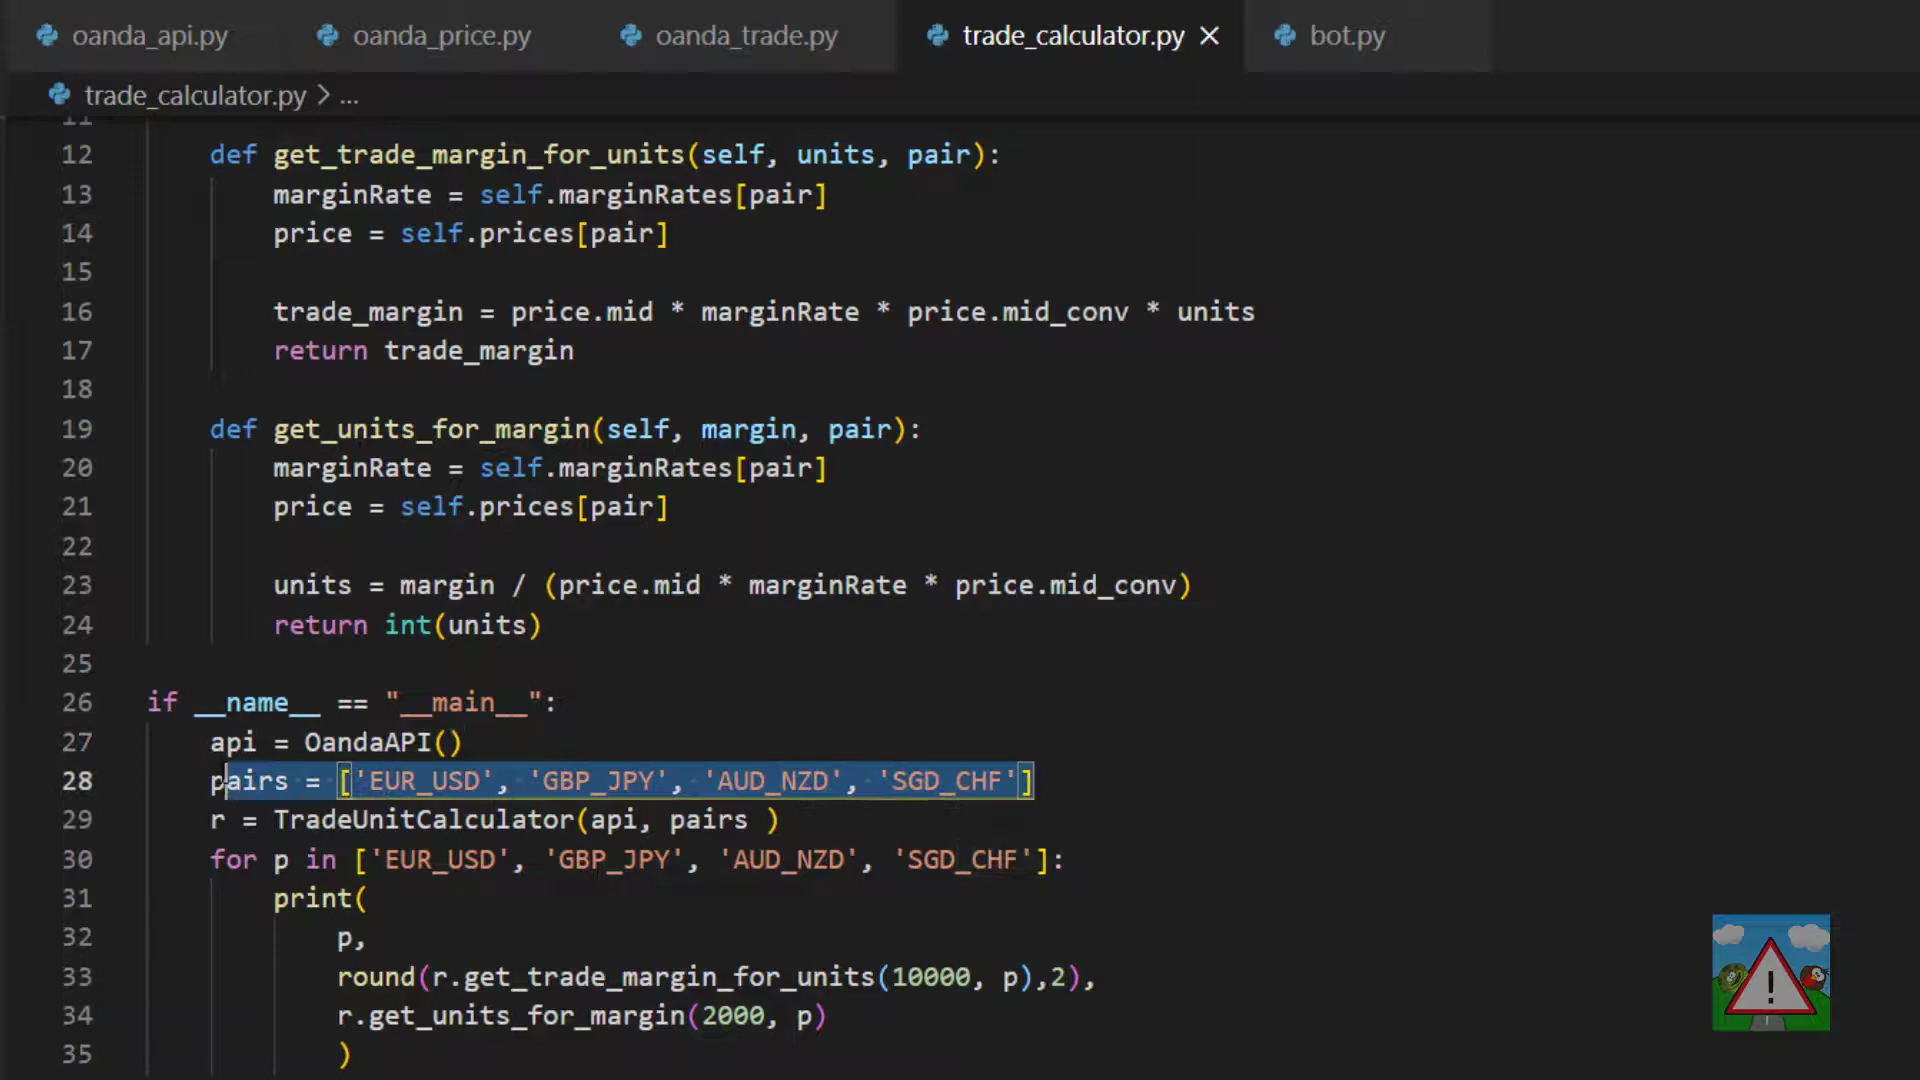 oanda_api.py oanda_price.py oanda_trade.py trade_calculator.py × bot.py
trade_calculator.py > ...
11
12 def get_trade_margin_for_units(self, units, pair):
13 marginRate = self.marginRates[pair]
14 price = self.prices[pair]
15
16 trade_margin = price.mid * marginRate * price.mid_conv * units
17 return trade_margin
18
19 def get_units_for_margin(self, margin, pair):
20 marginRate = self.marginRates[pair]
21 price = self.prices[pair]
22
23 units = margin / (price.mid * marginRate * price.mid_conv)
24 return int(units)
25
26 if __name__ == "__main__":
27 api = OandaAPI()
28 pairs = ['EUR_USD', 'GBP_JPY', 'AUD_NZD', 'SGD_CHF']
29 r = TradeUnitCalculator(api, pairs )
30 for p in ['EUR_USD', 'GBP_JPY', 'AUD_NZD', 'SGD_CHF']:
31 print(
32 p,
33 round(r.get_trade_margin_for_units(10000, p),2),
34 r.get_units_for_margin(2000, p)
35 )
!